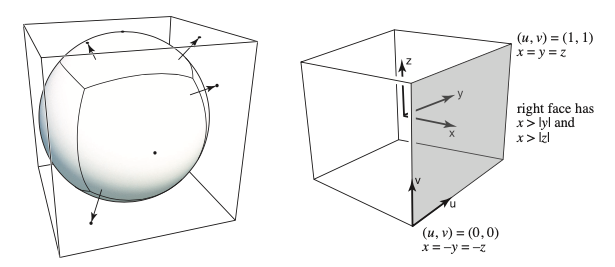 (u, v) = (1, 1)
x = y = z
z
y
x
right face has
x > |y| and
x > |z|
v
u
(u, v) = (0, 0)
x = –y = –z